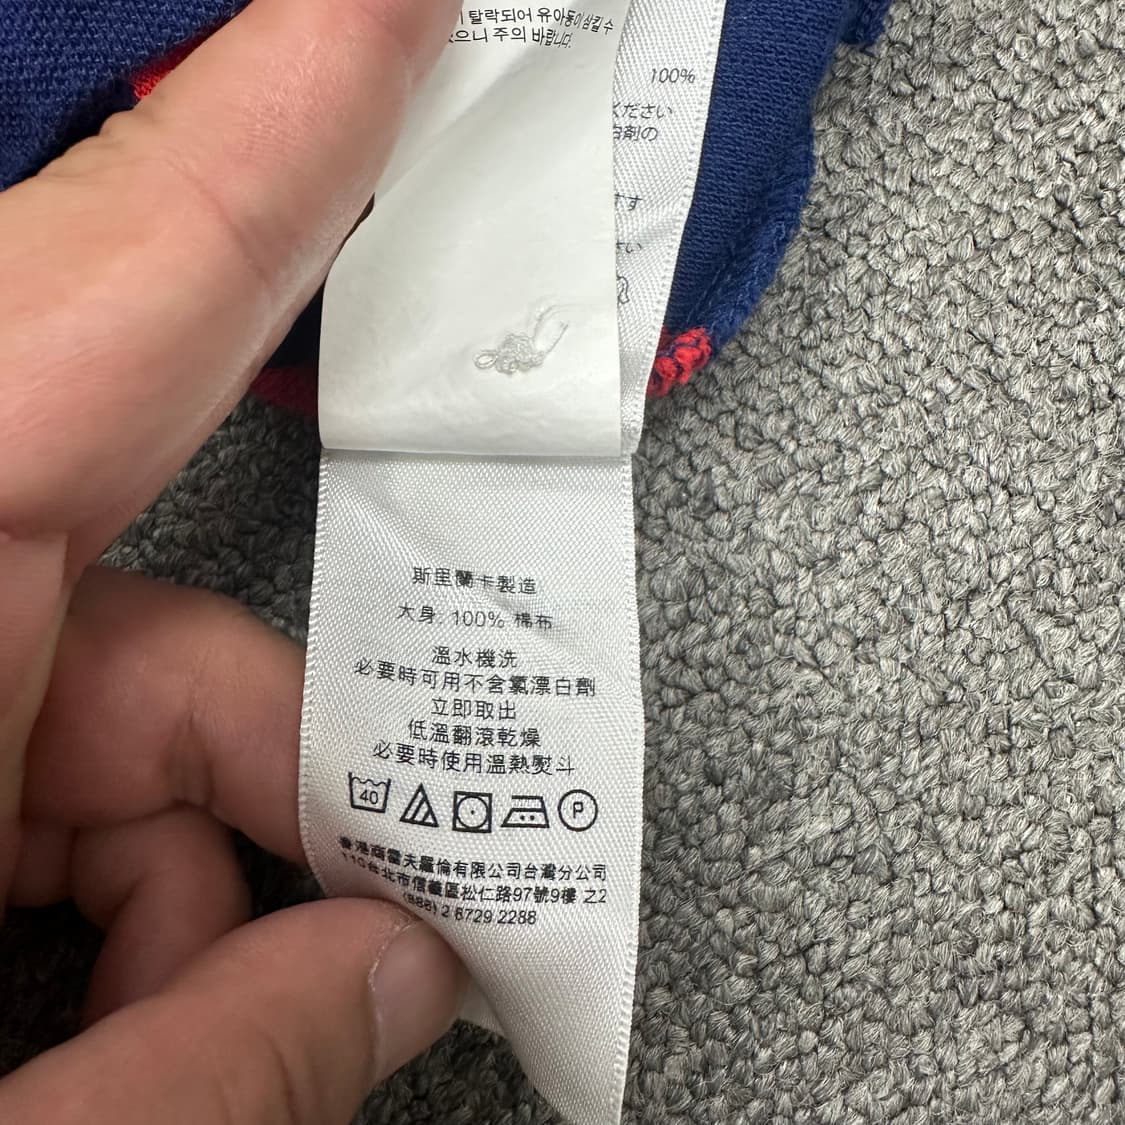 탈락되어 유아동이 삼킬 수
으니 주의 바랍니다.
100%
ください
剤の
す
さい
斯里蘭卡製造
大身. 100% 棉布
溫水機洗
必要時可用不含氯漂白劑
立即取出
低溫翻滾乾燥
必要時使用溫熱熨斗
40
P
香港商雷夫羅倫有限公司台灣分公司
110台北市信義區松仁路97號9樓 之2
(886) 2 8729 2288